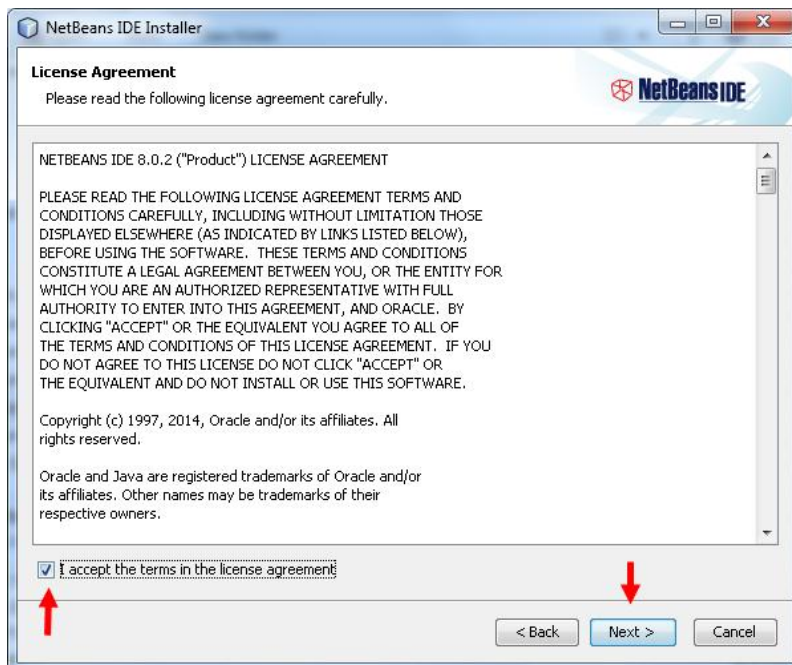 NetBeans IDE Installer
License Agreement
Please read the following license agreement carefully.
NetBeans IDE
NETBEANS IDE 8.0.2 ("Product") LICENSE AGREEMENT
PLEASE READ THE FOLLOWING LICENSE AGREEMENT TERMS AND
CONDITIONS CAREFULLY, INCLUDING WITHOUT LIMITATION THOSE
DISPLAYED ELSEWHERE (AS INDICATED BY LINKS LISTED BELOW),
BEFORE USING THE SOFTWARE.  THESE TERMS AND CONDITIONS
CONSTITUTE A LEGAL AGREEMENT BETWEEN YOU, OR THE ENTITY FOR
WHICH YOU ARE AN AUTHORIZED REPRESENTATIVE WITH FULL
AUTHORITY TO ENTER INTO THIS AGREEMENT, AND ORACLE.  BY
CLICKING "ACCEPT" OR THE EQUIVALENT YOU AGREE TO ALL OF
THE TERMS AND CONDITIONS OF THIS LICENSE AGREEMENT.  IF YOU
DO NOT AGREE TO THIS LICENSE DO NOT CLICK "ACCEPT" OR
THE EQUIVALENT AND DO NOT INSTALL OR USE THIS SOFTWARE.
Copyright (c) 1997, 2014, Oracle and/or its affiliates. All
rights reserved.
Oracle and Java are registered trademarks of Oracle and/or
its affiliates. Other names may be trademarks of their
respective owners.
I accept the terms in the license agreement
< Back
Next >
Cancel